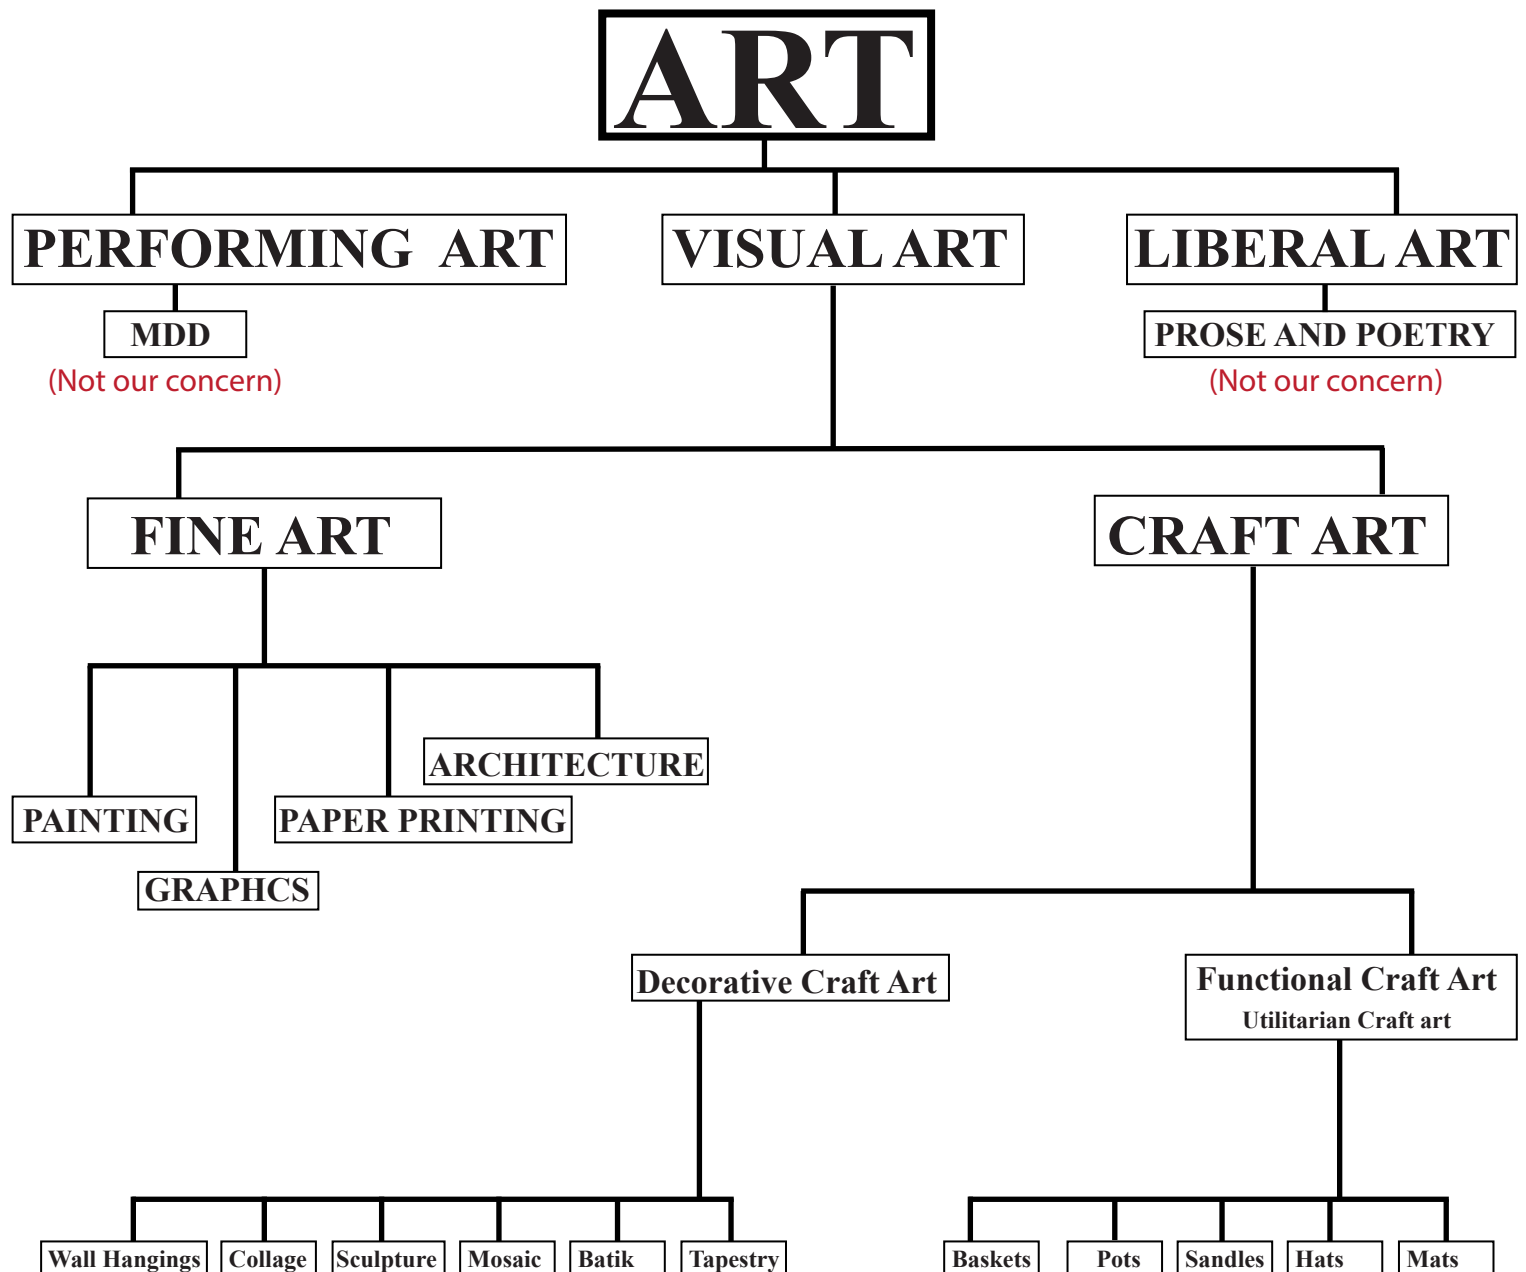 ART
PERFORMING ART
VISUAL ART
LIBERAL ART
MDD
PROSE AND POETRY
(Not our concern)
(Not our concern)
FINE ART
CRAFT ART
ARCHITECTURE
PAINTING
PAPER PRINTING
GRAPHCS
Decorative Craft Art
Functional Craft Art
Utilitarian Craft art
Wall Hangings
Collage
Sculpture
Mosaic
Batik
Tapestry
Baskets
Pots
Sandles
Hats
Mats